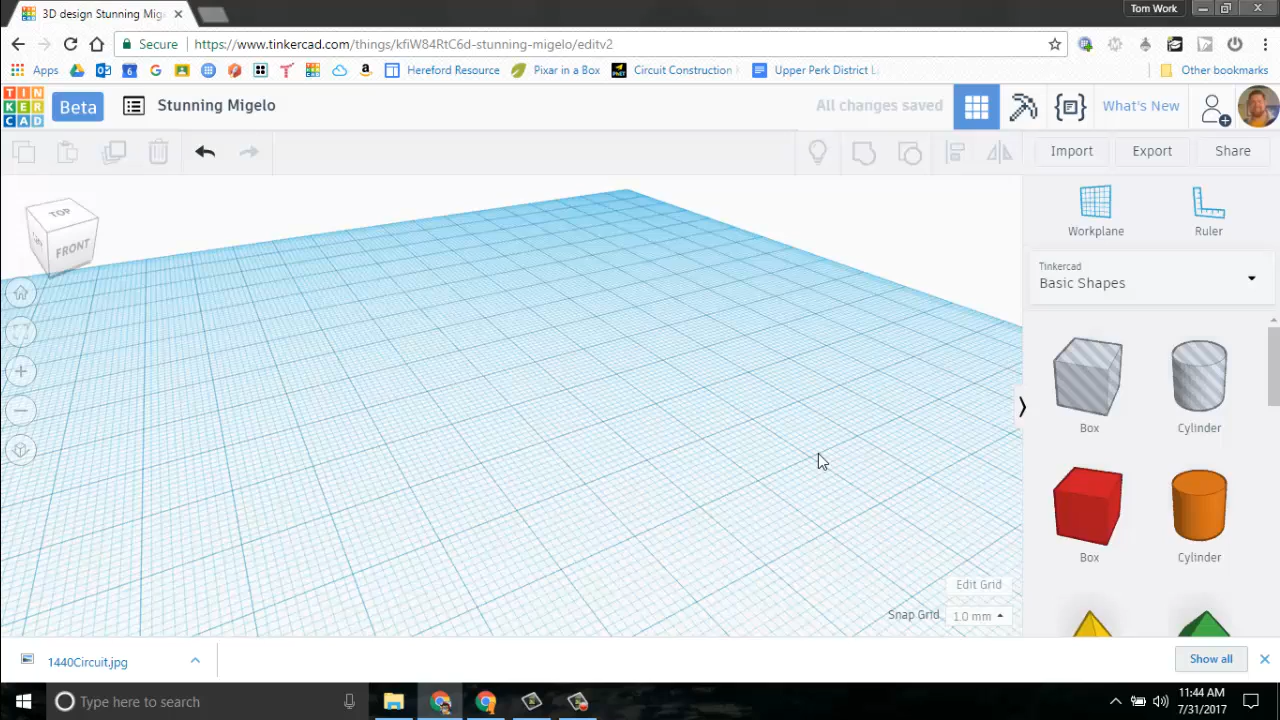 3D design Stunning Mige
Tom Work
Secure
https://www.tinkercad.com/things/kfiW84RtC6d-stunning-migelo/editv2
Apps
Hereford Resource
Pixar in a Box
Circuit Construction
Upper Perk District L
Other bookmarks
TIN
KER
CAD
Beta
Stunning Migelo
All changes saved
What's New
Import
Export
Share
TOP
FRONT
Workplane
Ruler
Tinkercad
Basic Shapes
Box
Cylinder
Box
Cylinder
Edit Grid
Snap Grid
1.0 mm
1440Circuit.jpg
Show all
Type here to search
11:44 AM
7/31/2017